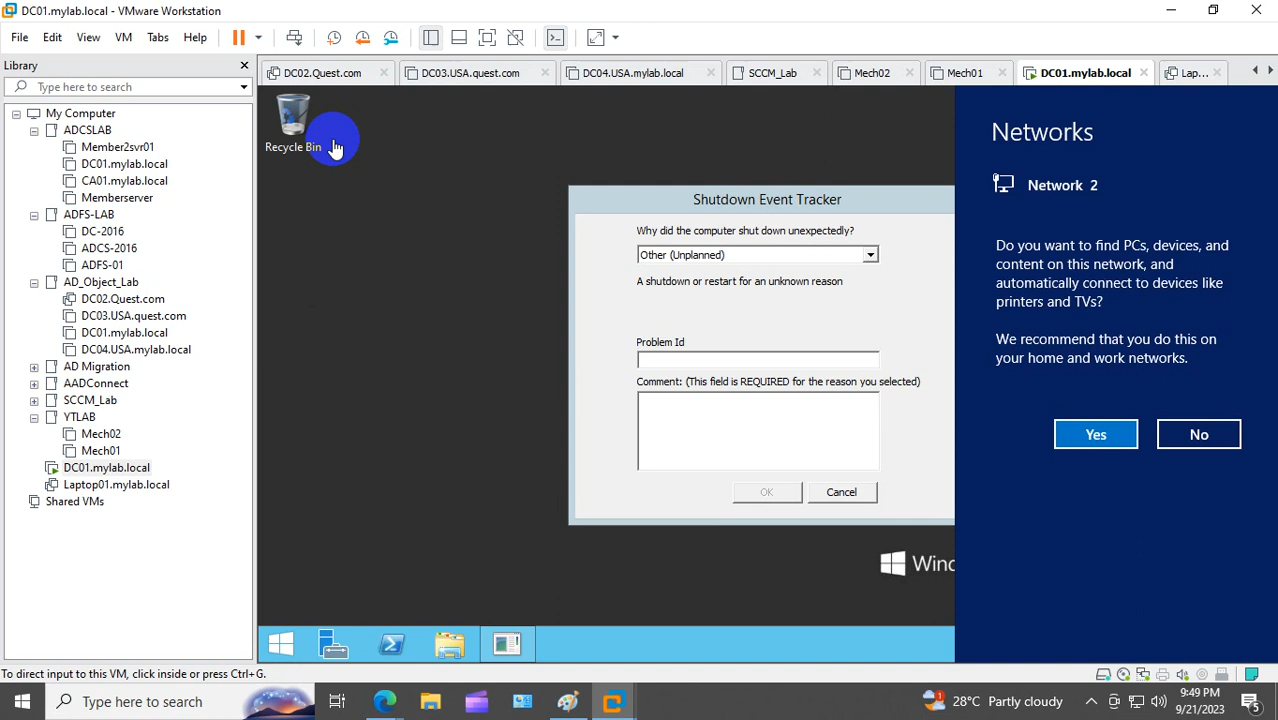 DC01.mylab.local - VMware Workstation
File Edit View VM Tabs Help
Library
Type here to search
My Computer
ADCSLAB
Member2svr01
DC01.mylab.local
CA01.mylab.local
Memberserver
ADFS-LAB
DC-2016
ADCS-2016
ADFS-01
AD_Object_Lab
DC02.Quest.com
DC03.USA.quest.com
DC01.mylab.local
DC04.USA.mylab.local
AD Migration
AADConnect
SCCM_Lab
YTLAB
Mech02
Mech01
DC01.mylab.local
Laptop01.mylab.local
Shared VMs
DC02.Quest.com DC03.USA.quest.com DC04.USA.mylab.local SCCM_Lab Mech02 Mech01 DC01.mylab.local Lap...
Recycle Bin
Shutdown Event Tracker
Why did the computer shut down unexpectedly?
Other (Unplanned)
A shutdown or restart for an unknown reason
Problem Id
Comment: (This field is REQUIRED for the reason you selected)
OK Cancel
Wind
Networks
Network 2
Do you want to find PCs, devices, and
content on this network, and
automatically connect to devices like
printers and TVs?
We recommend that you do this on
your home and work networks.
Yes No
To direct input to this VM, click inside or press Ctrl+G.
Type here to search
1
28°C Partly cloudy
9:49 PM
9/21/2023
5